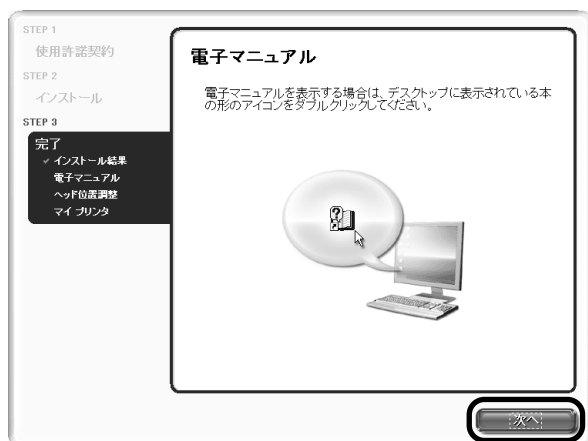 STEP 1
使用許諾契約
STEP 2
インストール
STEP 3
完了
✓ インストール結果
電子マニュアル
ヘッド位置調整
マイ プリンタ
電子マニュアル
電子マニュアルを表示する場合は、デスクトップに表示されている本
の形のアイコンをダブルクリックしてください。
?
次へ